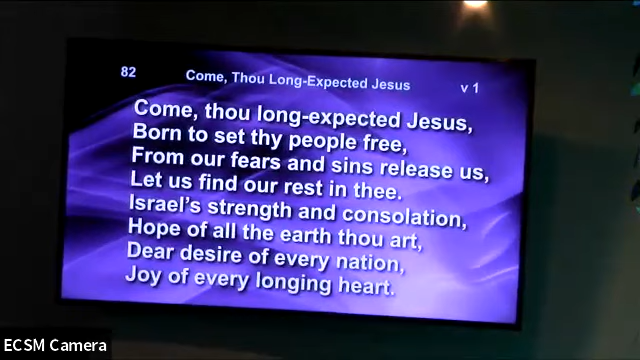 82 Come, Thou Long-Expected Jesus v 1
Come, thou long-expected Jesus,
Born to set thy people free,
From our fears and sins release us,
Let us find our rest in thee.
Israel's strength and consolation,
Hope of all the earth thou art,
Dear desire of every nation,
Joy of every longing heart.
ECSM Camera